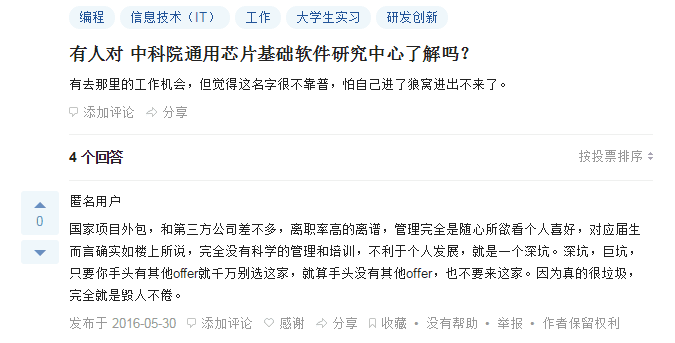 编程 信息技术（IT） 工作 大学生实习 研发创新
有人对 中科院通用芯片基础软件研究中心了解吗？
有去那里的工作机会，但觉得这名字很不靠普，怕自己进了狼窝进出不来了。
添加评论 分享
4 个回答 按投票排序
匿名用户
0
国家项目外包，和第三方公司差不多，离职率高的离谱，管理完全是随心所欲看个人喜好，对应届生
而言确实如楼上所说，完全没有科学的管理和培训，不利于个人发展，就是一个深坑。深坑，巨坑，
只要你手头有其他offer就千万别选这家，就算手头没有其他offer，也不要来这家。因为真的很垃圾，
完全就是毁人不倦。
发布于 2016-05-30 添加评论 感谢 分享 收藏 • 没有帮助 • 举报 • 作者保留权利